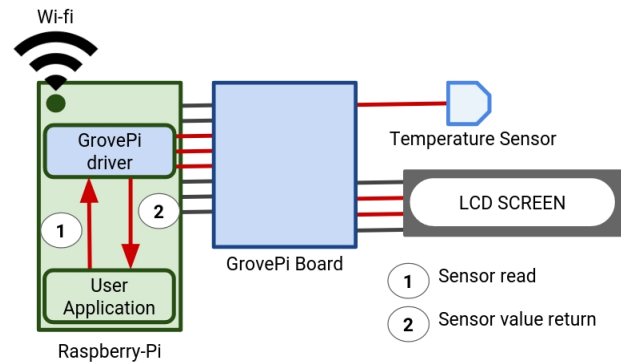 Wi-fi
GrovePi
driver
1
2
User
Application
Raspberry-Pi
GrovePi Board
Temperature Sensor
LCD SCREEN
1 Sensor read
2 Sensor value return